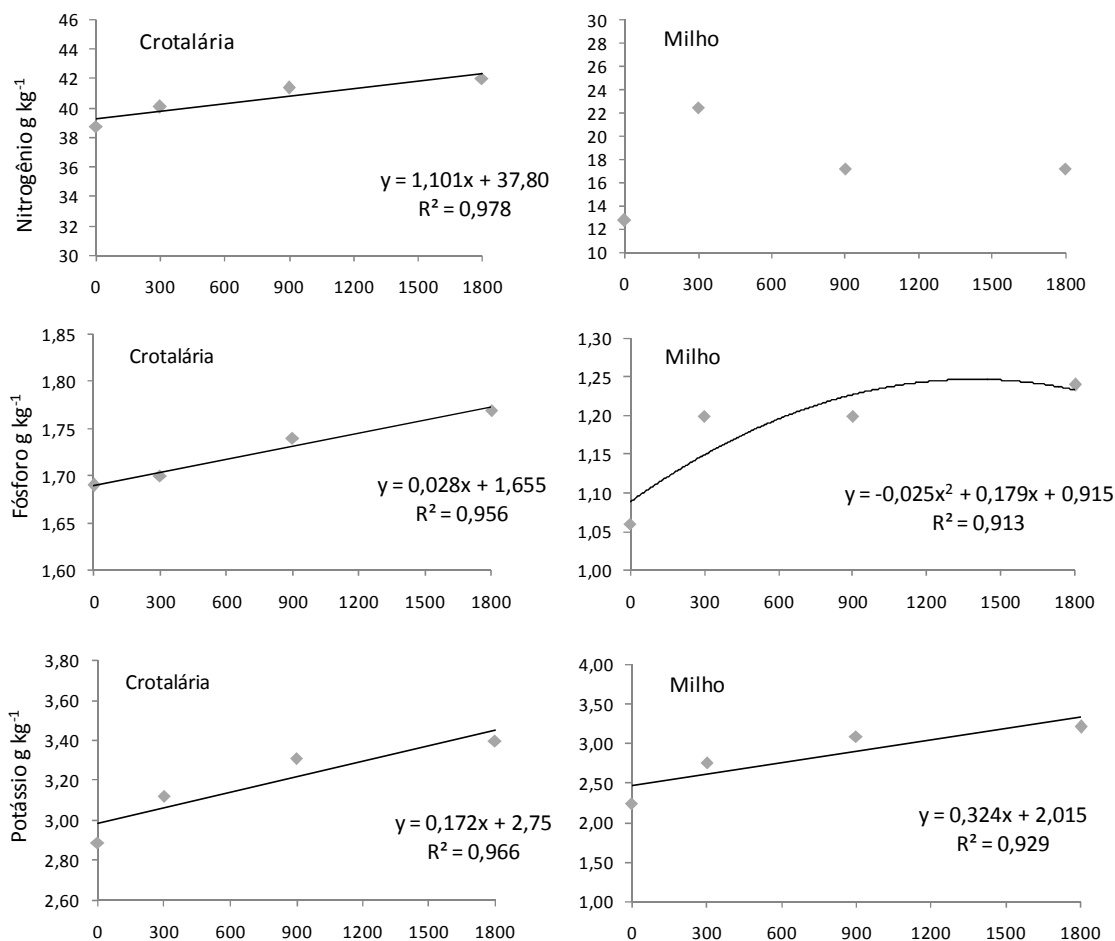 Nitrogênio g kg⁻¹
46
44
42
40
38
36
34
32
30
Crotalária
y = 1,101x + 37,80
R² = 0,978
0 300 600 900 1200 1500 1800
30
28
26
24
22
20
18
16
14
12
10
Milho
0 300 600 900 1200 1500 1800
Fósforo g kg⁻¹
1,85
1,80
1,75
1,70
1,65
1,60
Crotalária
y = 0,028x + 1,655
R² = 0,956
0 300 600 900 1200 1500 1800
1,30
1,25
1,20
1,15
1,10
1,05
1,00
Milho
y = -0,025x² + 0,179x + 0,915
R² = 0,913
0 300 600 900 1200 1500 1800
Potássio g kg⁻¹
3,80
3,60
3,40
3,20
3,00
2,80
2,60
Crotalária
y = 0,172x + 2,75
R² = 0,966
0 300 600 900 1200 1500 1800
4,00
3,50
3,00
2,50
2,00
1,50
1,00
Milho
y = 0,324x + 2,015
R² = 0,929
0 300 600 900 1200 1500 1800